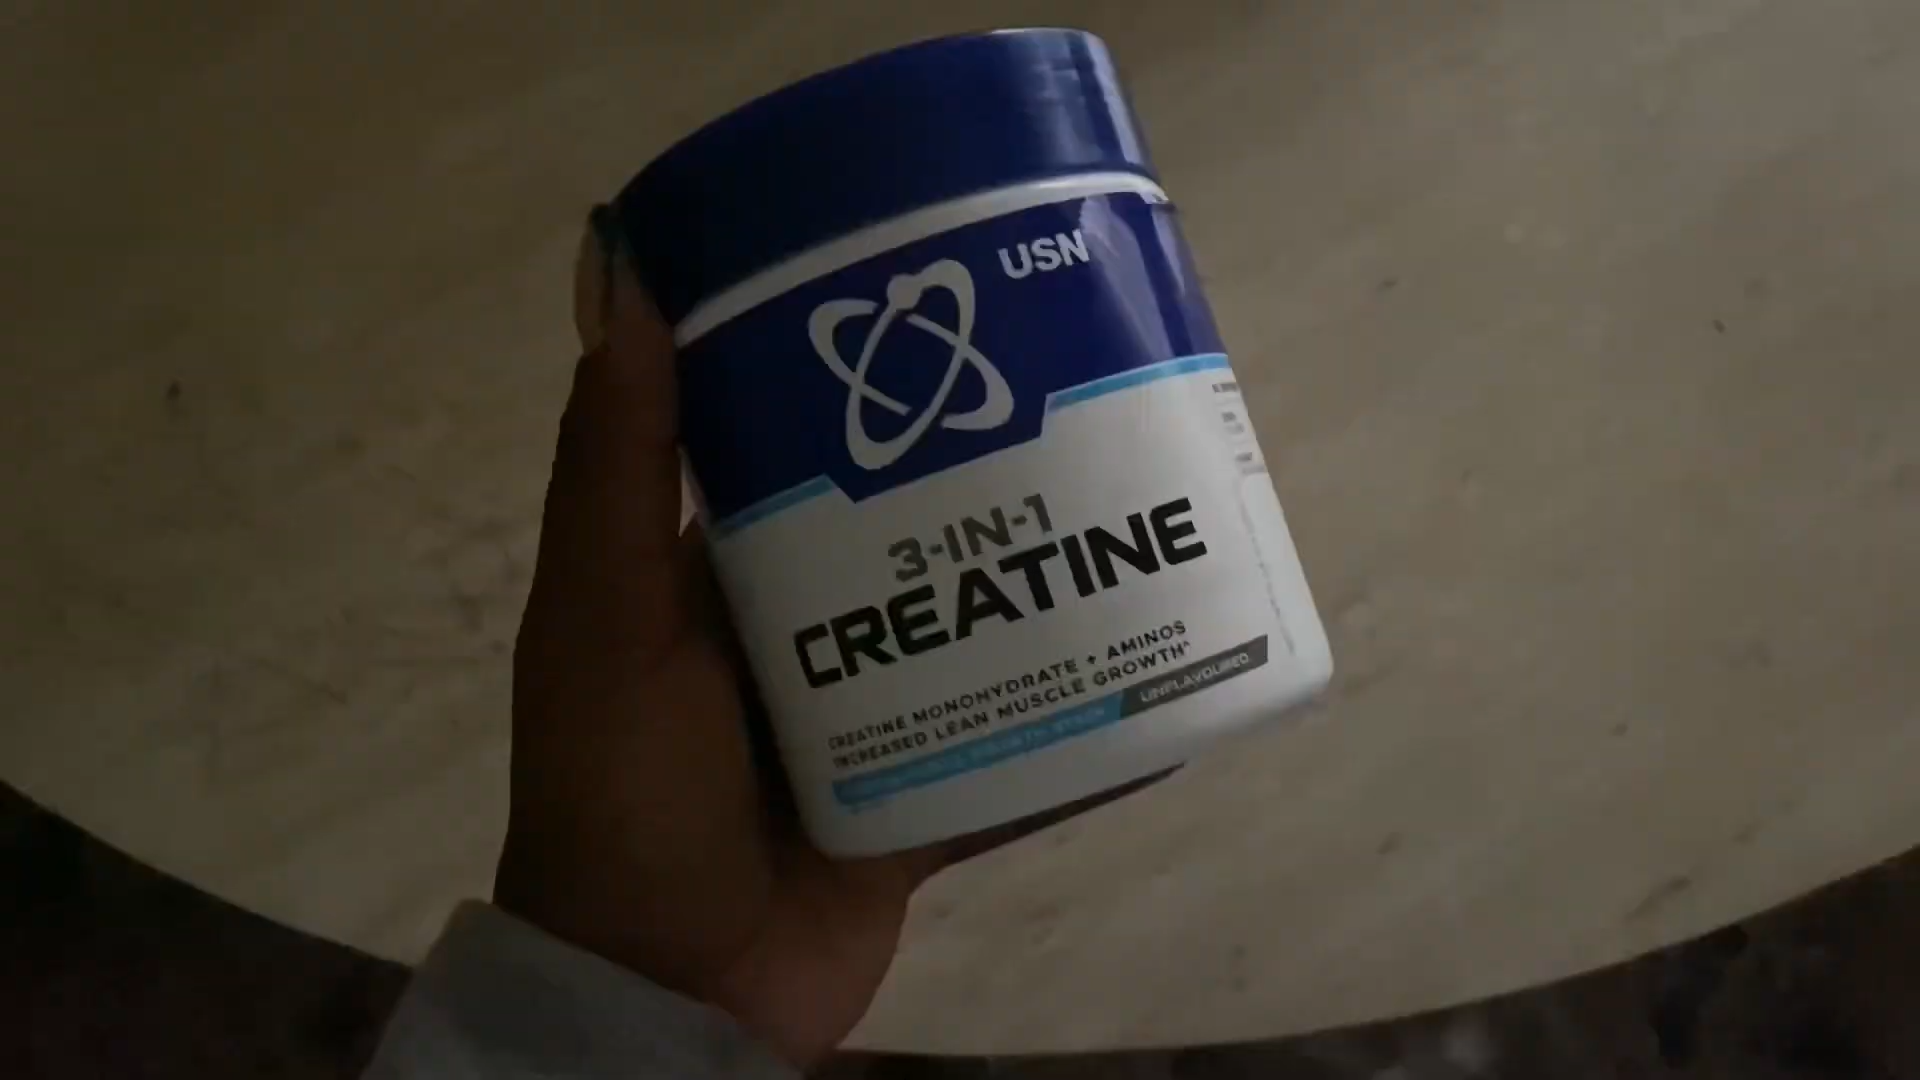 USN
3-IN-1
CREATINE
CREATINE MONOHYDRATE + AMINOS
INCREASED LEAN MUSCLE GROWTH^
UNFLAVOURED